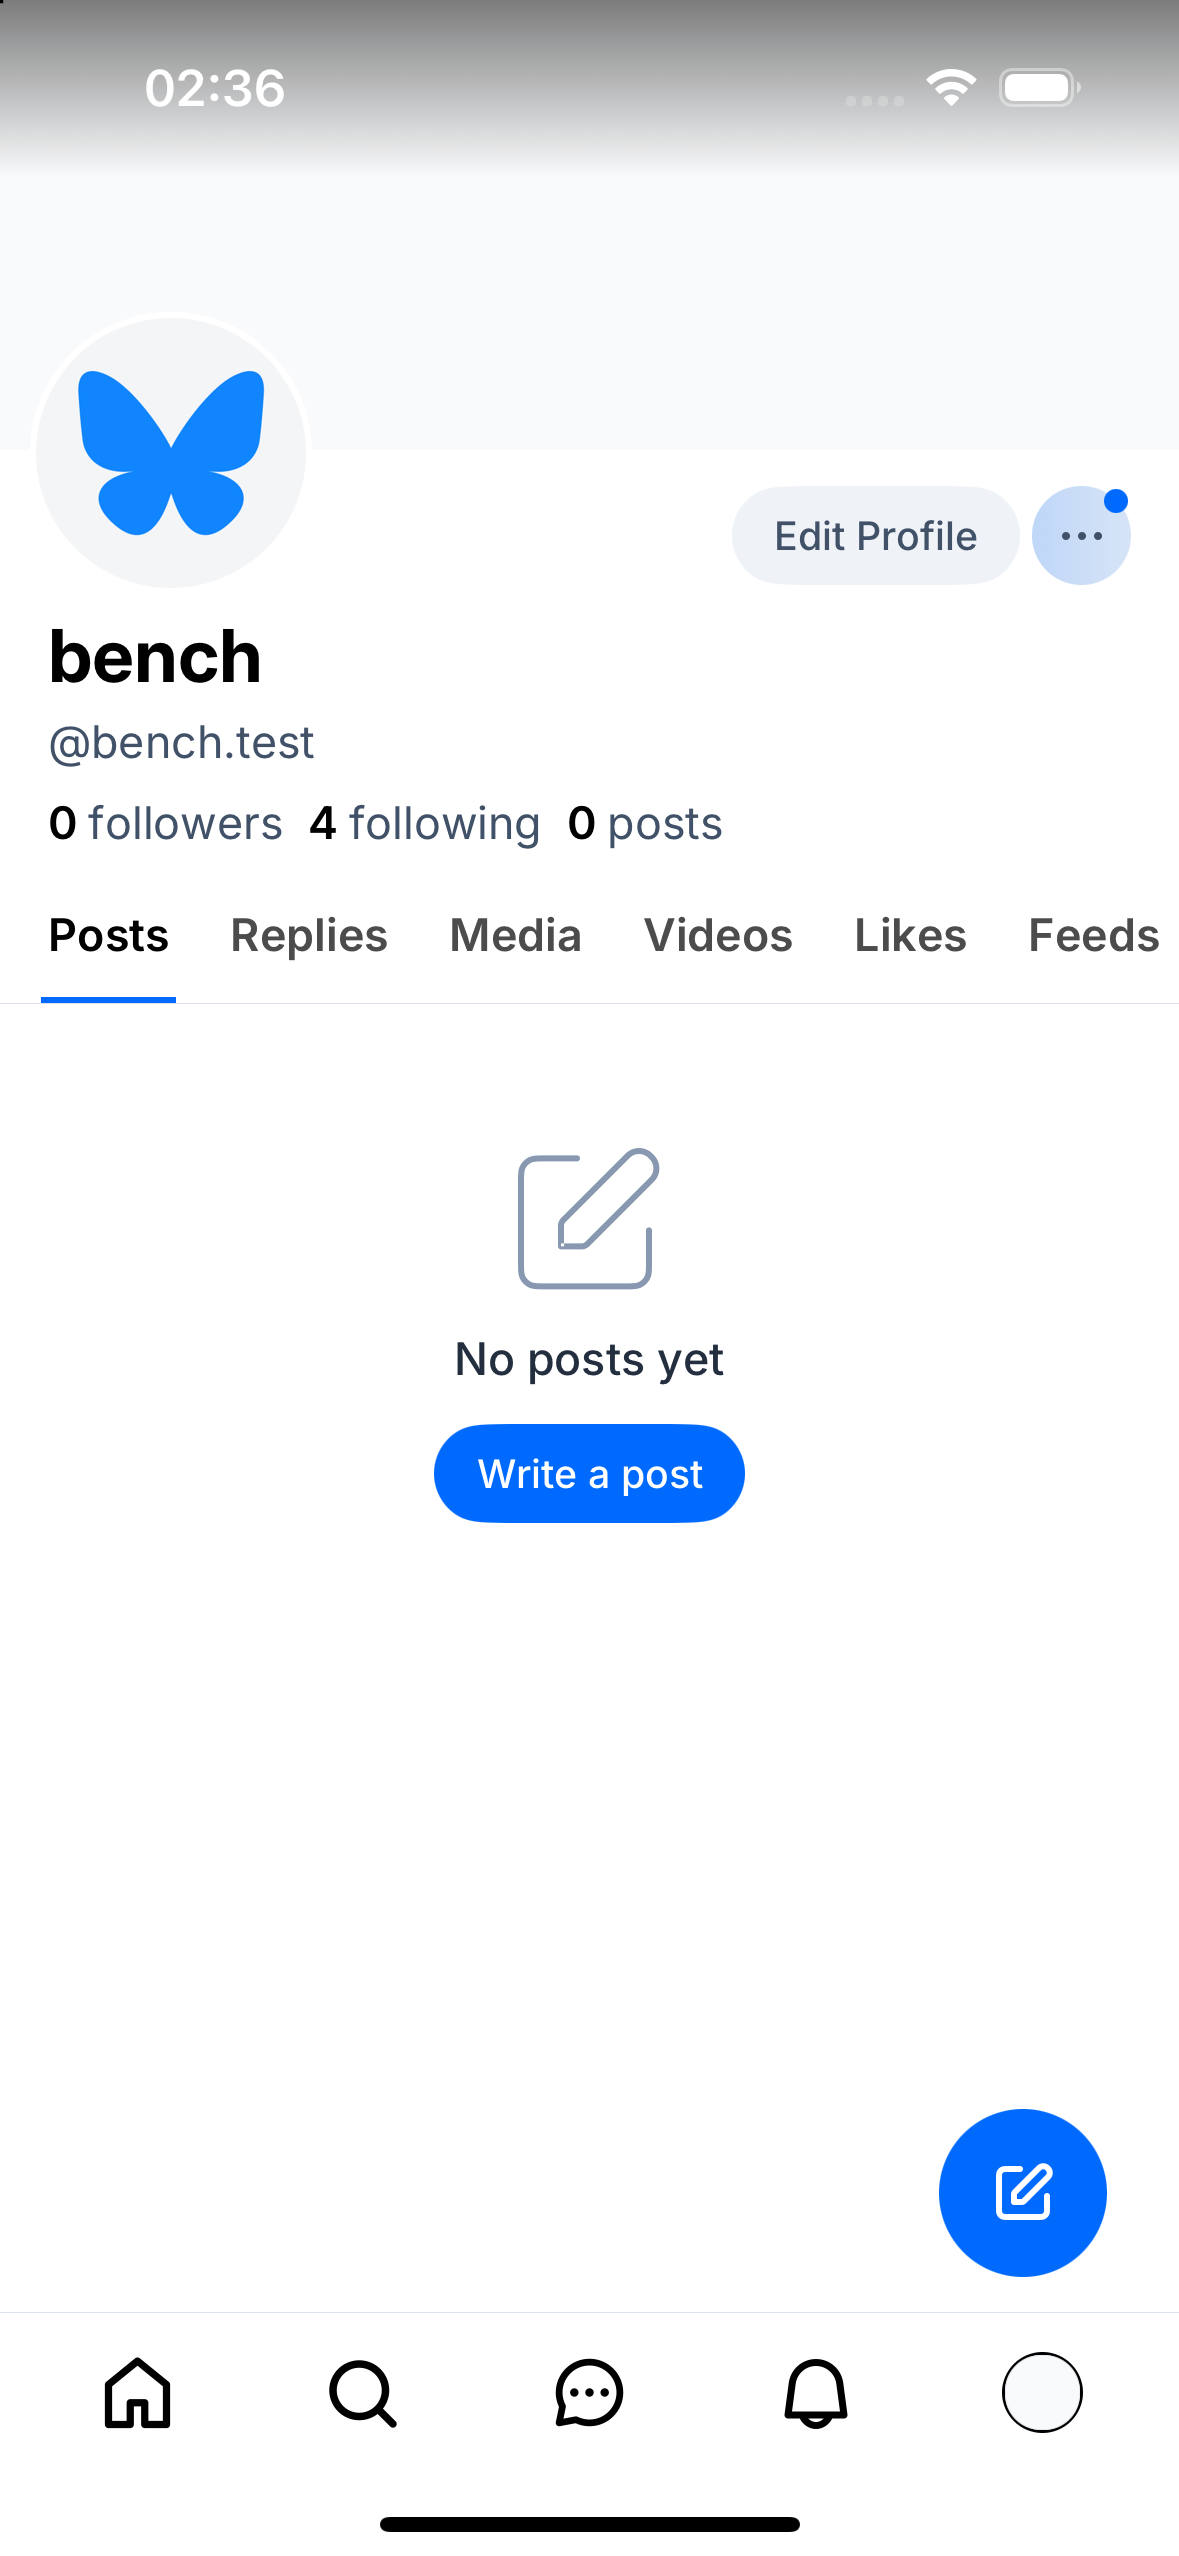 02:36
Edit Profile
bench
@bench.test
0 followers 4 following 0 posts
Posts Replies Media Videos Likes Feeds
No posts yet
Write a post